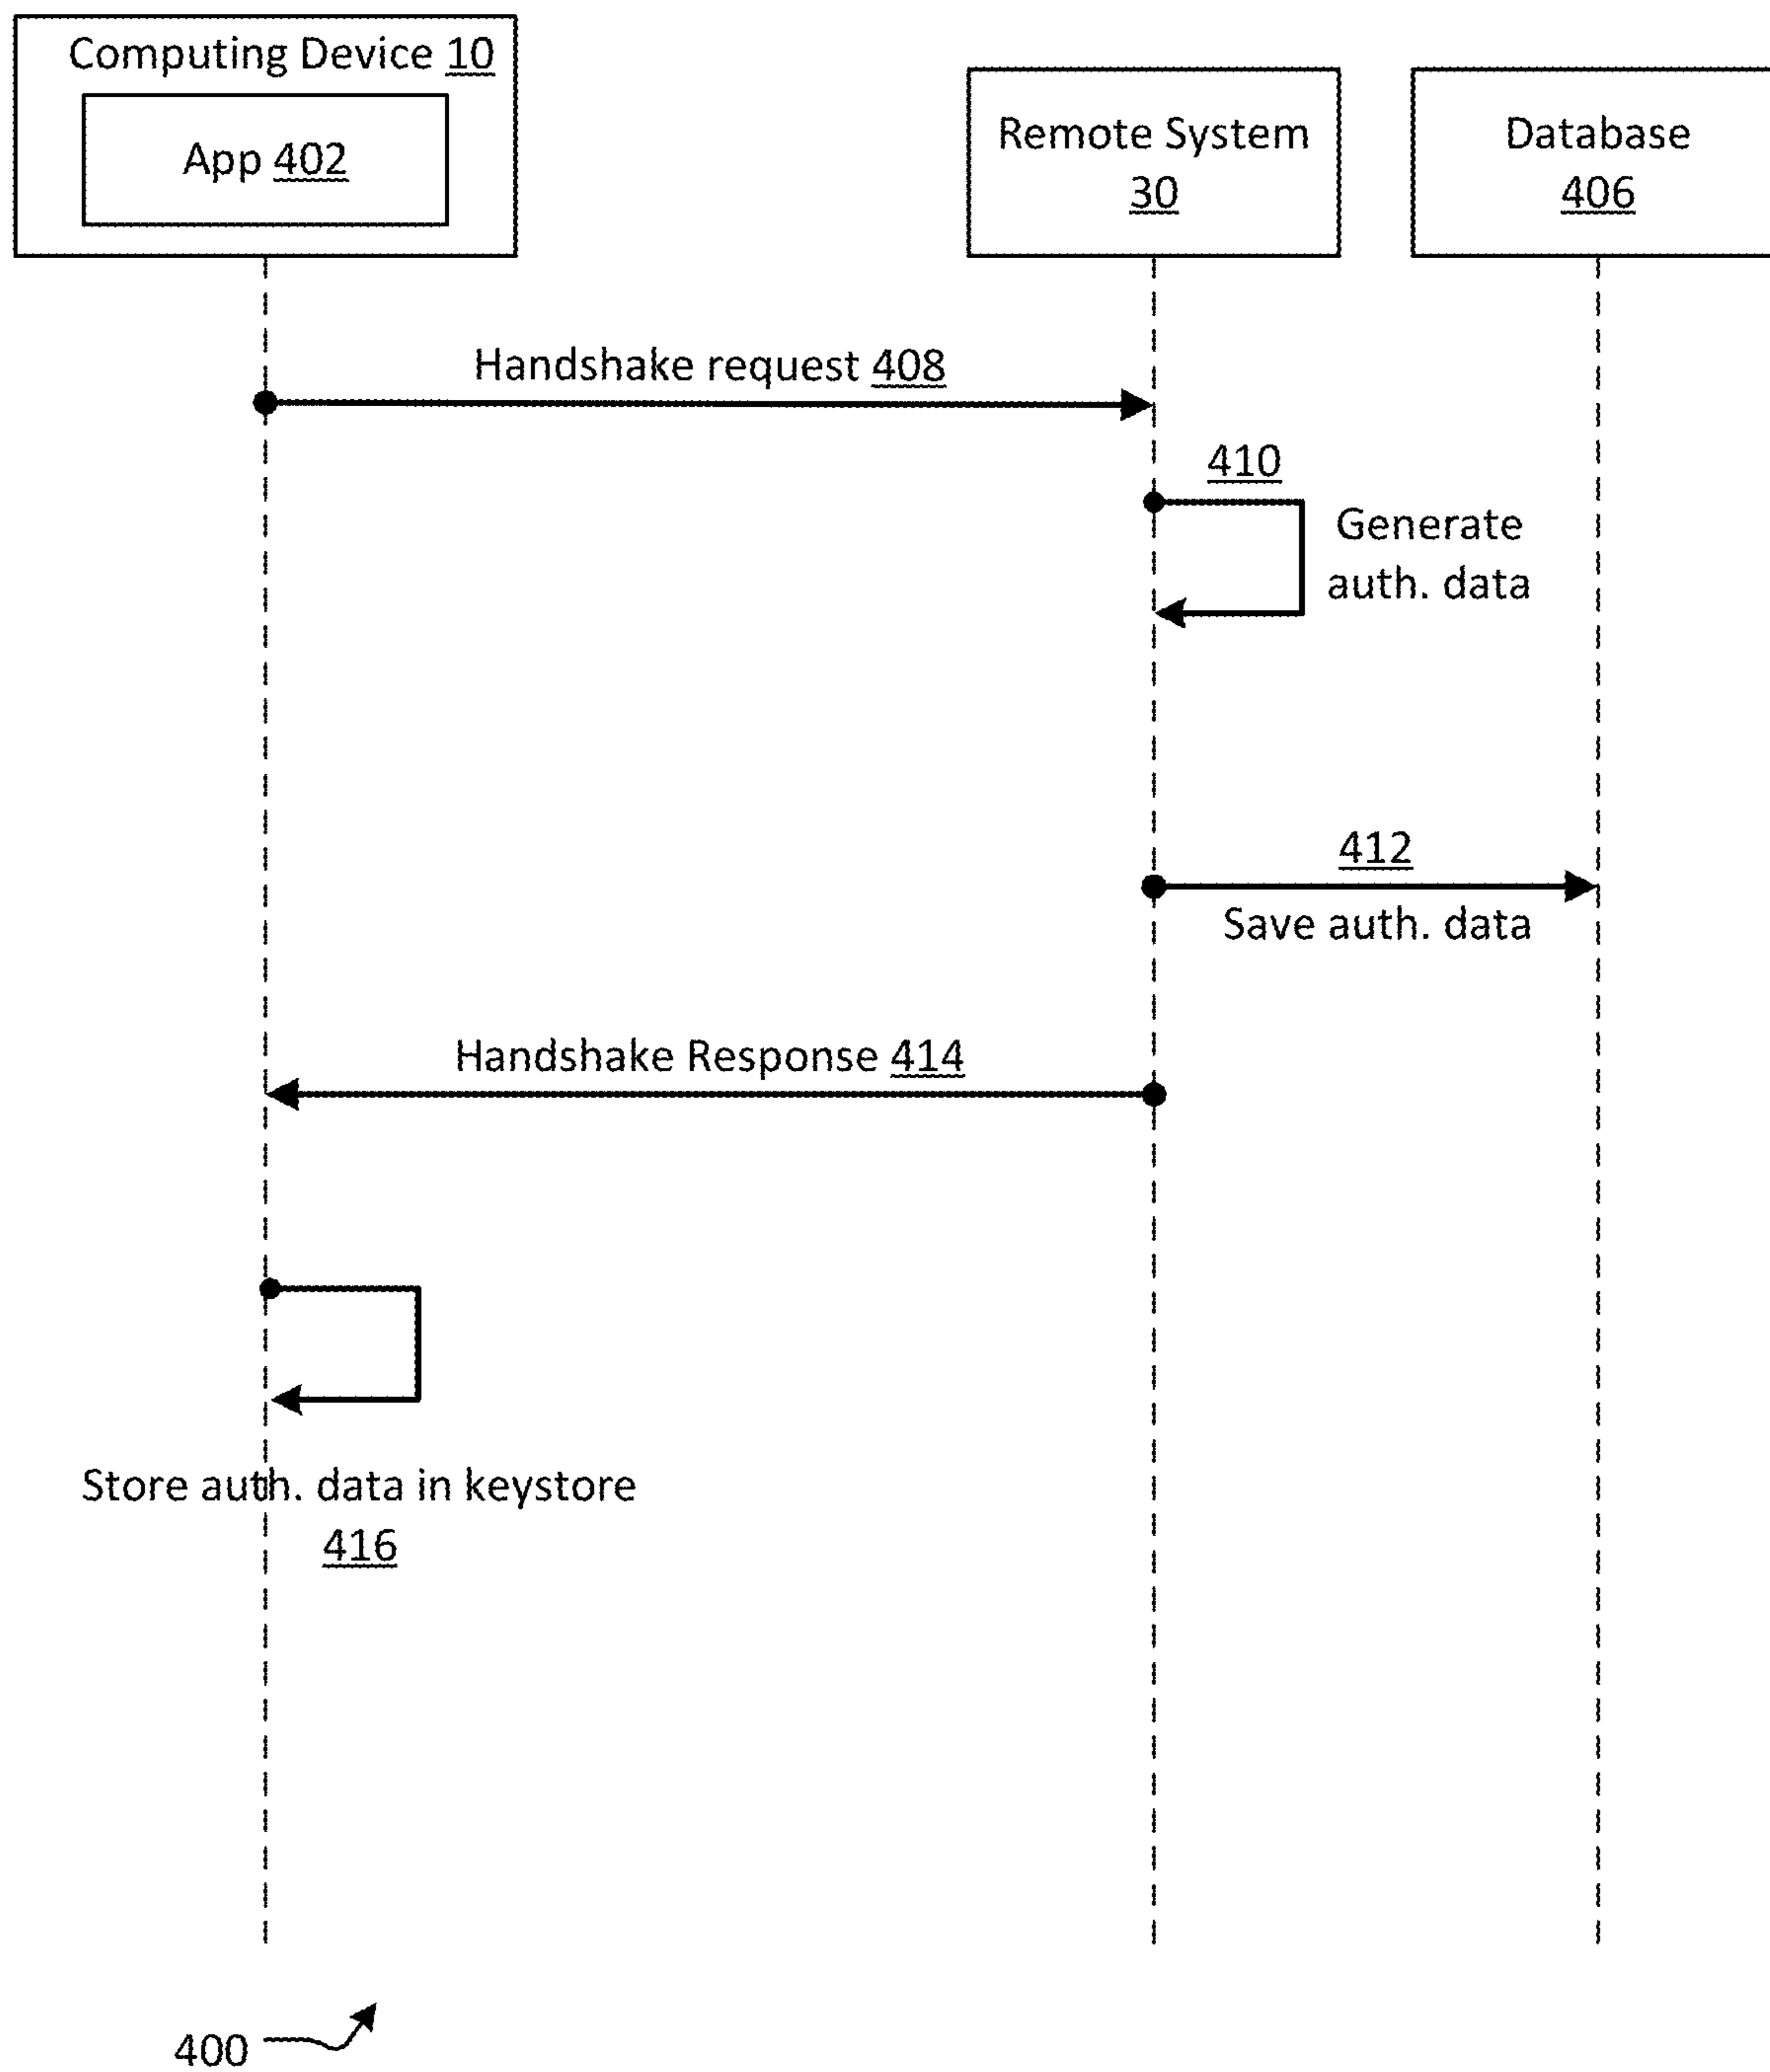 Computing Device 10
App 402
Remote System
30
Database
406
Handshake request 408
410
Generate
auth. data
412
Save auth. data
Handshake Response 414
Store auth. data in keystore
416
400